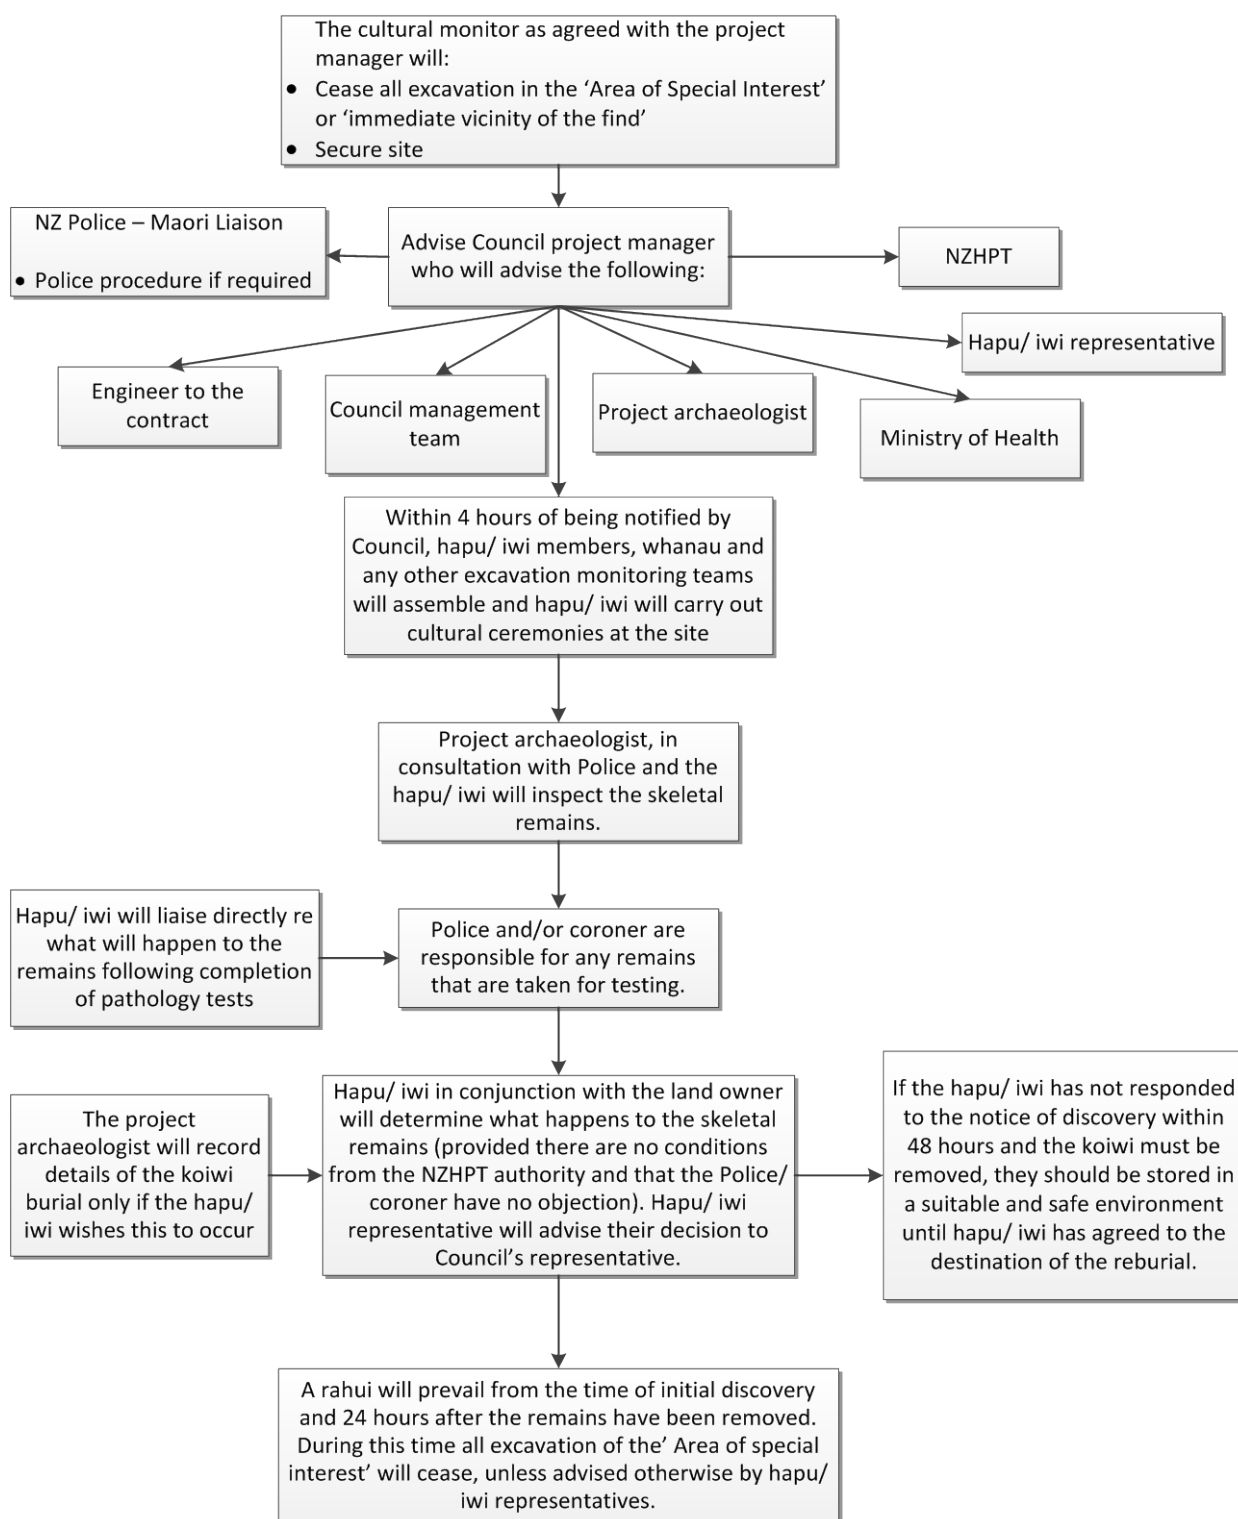 The cultural monitor as agreed with the project
manager will:
• Cease all excavation in the ‘Area of Special Interest’
or ‘immediate vicinity of the find’
• Secure site
NZ Police – Maori Liaison
• Police procedure if required
Advise Council project manager
who will advise the following:
NZHPT
Hapu/ iwi representative
Engineer to the
contract
Council management
team
Project archaeologist
Ministry of Health
Within 4 hours of being notified by
Council, hapu/ iwi members, whanau and
any other excavation monitoring teams
will assemble and hapu/ iwi will carry out
cultural ceremonies at the site
Project archaeologist, in
consultation with Police and the
hapu/ iwi will inspect the skeletal
remains.
Hapu/ iwi will liaise directly re
what will happen to the
remains following completion
of pathology tests
Police and/or coroner are
responsible for any remains
that are taken for testing.
The project
archaeologist will record
details of the koiwi
burial only if the hapu/
iwi wishes this to occur
Hapu/ iwi in conjunction with the land owner
will determine what happens to the skeletal
remains (provided there are no conditions
from the NZHPT authority and that the Police/
coroner have no objection). Hapu/ iwi
representative will advise their decision to
Council’s representative.
If the hapu/ iwi has not responded
to the notice of discovery within
48 hours and the koiwi must be
removed, they should be stored in
a suitable and safe environment
until hapu/ iwi has agreed to the
destination of the reburial.
A rahui will prevail from the time of initial discovery
and 24 hours after the remains have been removed.
During this time all excavation of the’ Area of special
interest’ will cease, unless advised otherwise by hapu/
iwi representatives.